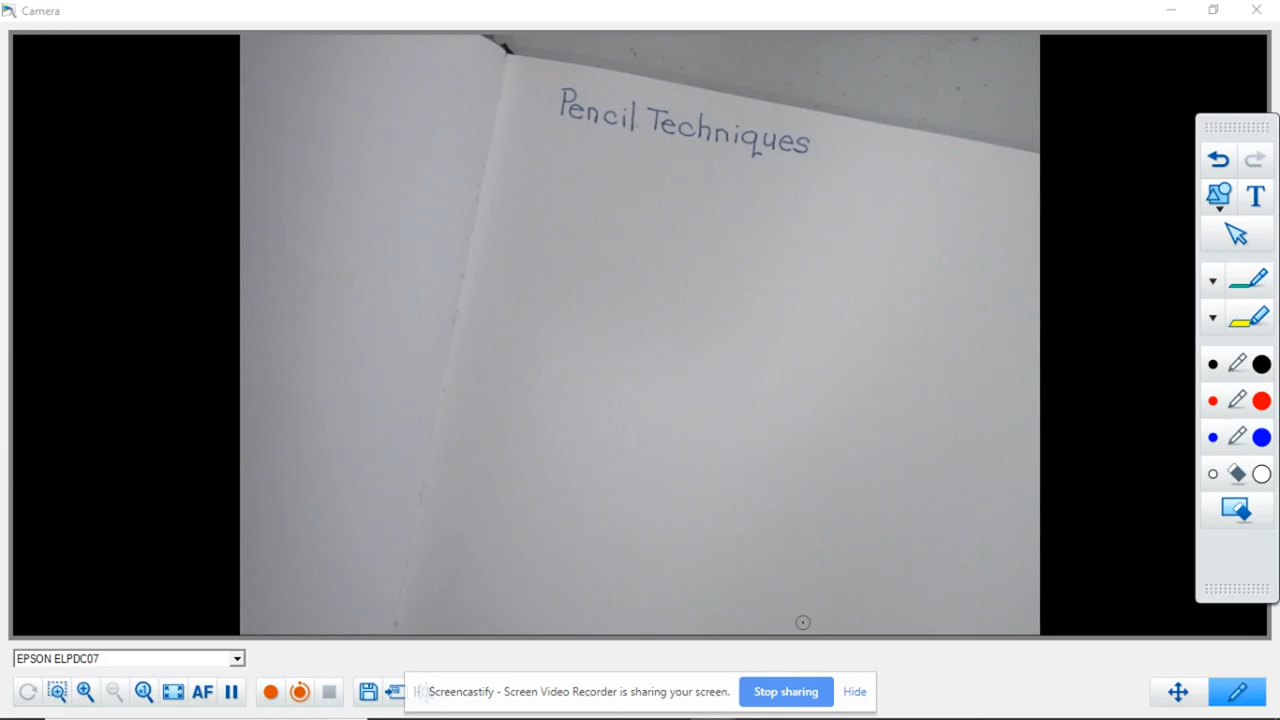 Camera
Pencil Techniques
T
EPSON ELPDC07
AF
Screencastify - Screen Video Recorder is sharing your screen.
Stop sharing
Hide